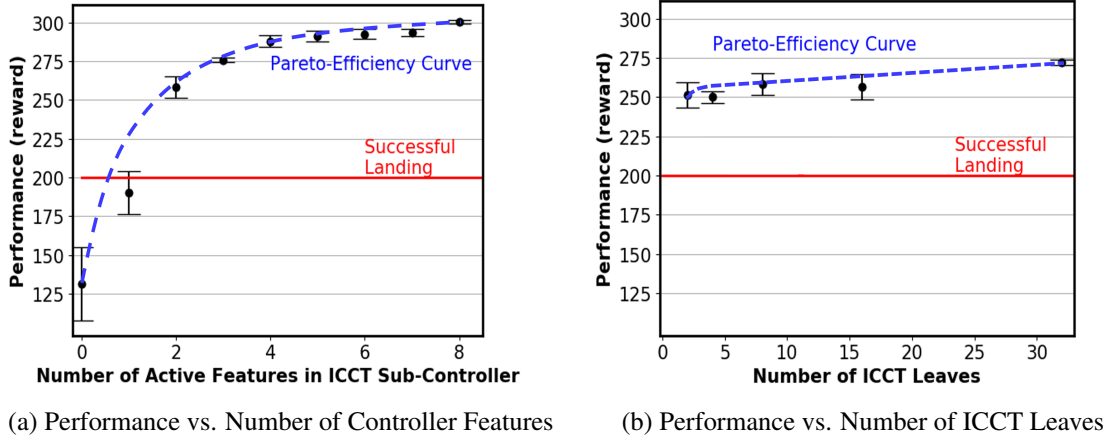 300
275
250
225
200
175
150
125
Performance (reward)
Pareto-Efficiency Curve
Successful
Landing
0 2 4 6 8
Number of Active Features in ICCT Sub-Controller
(a) Performance vs. Number of Controller Features
300
275
250
225
200
175
150
125
Performance (reward)
Pareto-Efficiency Curve
Successful
Landing
0 5 10 15 20 25 30
Number of ICCT Leaves
(b) Performance vs. Number of ICCT Leaves